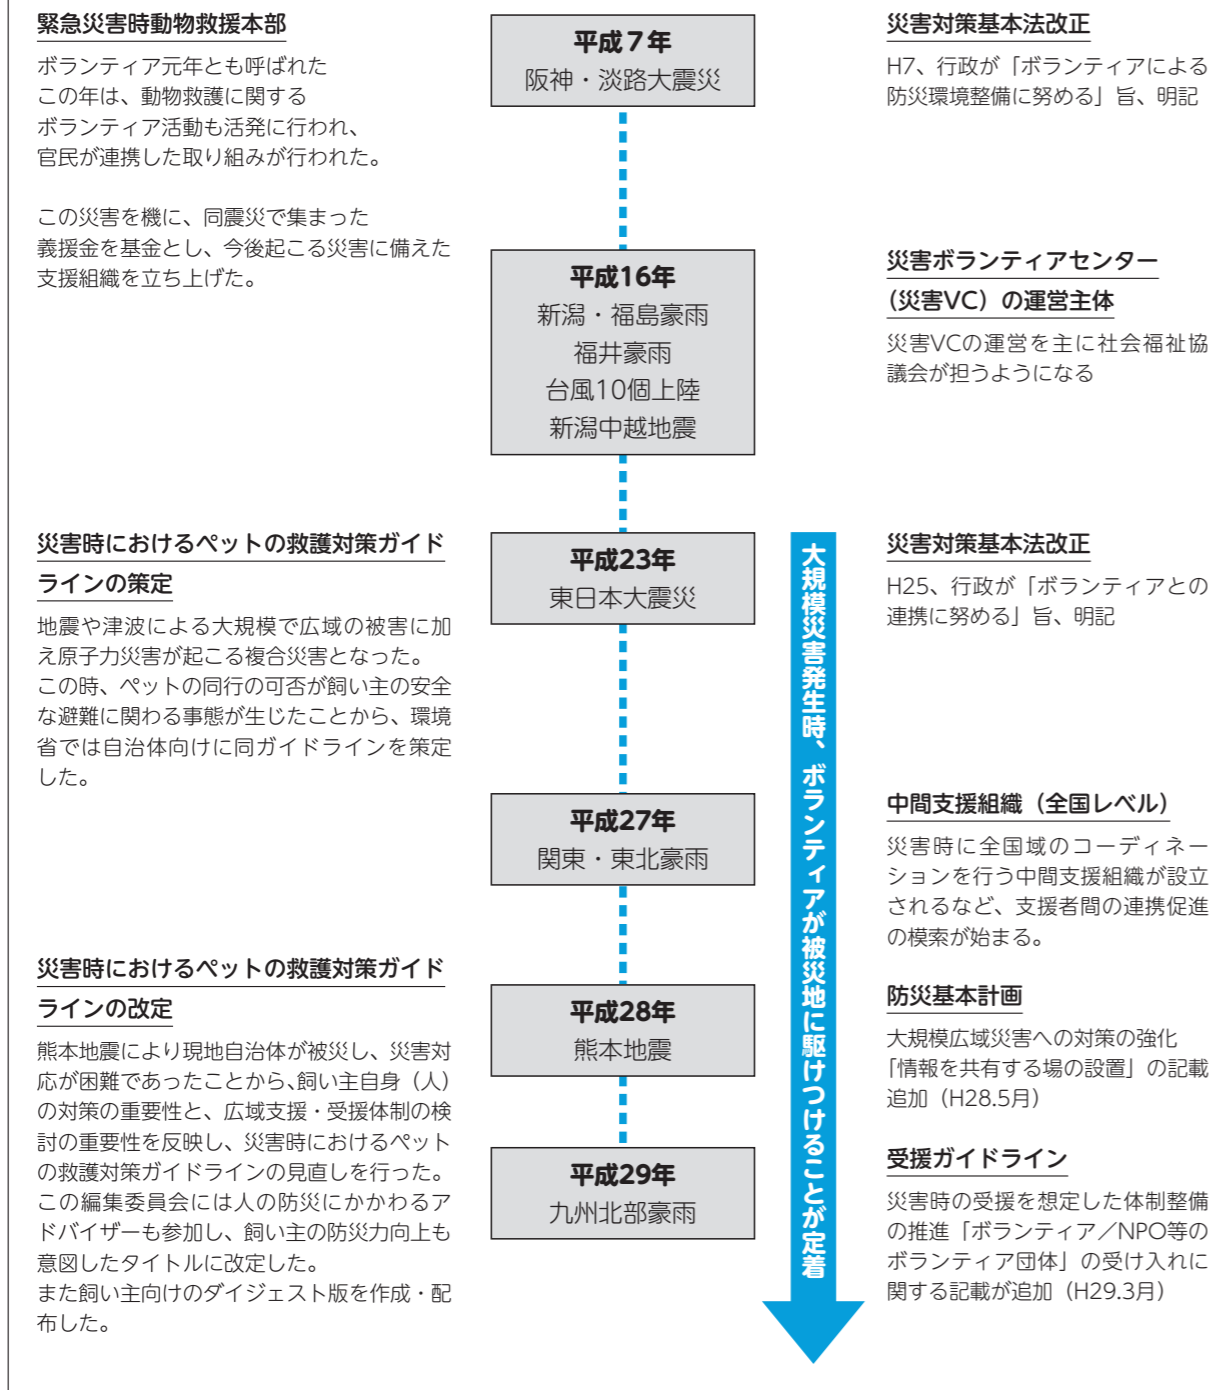 緊急災害時動物救援本部
ボランティア元年とも呼ばれた
この年は、動物救護に関する
ボランティア活動も活発に行われ、
官民が連携した取り組みが行われた。
この災害を機に、同震災で集まった
義援金を基金とし、今後起こる災害に備えた
支援組織を立ち上げた。
災害時におけるペットの救護対策ガイド
ラインの策定
地震や津波による大規模で広域の被害に加
え原子力災害が起こる複合災害となった。
この時、ペットの同行の可否が飼い主の安全
な避難に関わる事態が生じたことから、環境
省では自治体向けに同ガイドラインを策定
した。
災害時におけるペットの救護対策ガイド
ラインの改定
熊本地震により現地自治体が被災し、災害対
応が困難であったことから、飼い主自身（人）
の対策の重要性と、広域支援・受援体制の検
討の重要性を反映し、災害時におけるペット
の救護対策ガイドラインの見直しを行った。
この編集委員会には人の防災にかかわるア
ドバイザーも参加し、飼い主の防災力向上も
意図したタイトルに改定した。
また飼い主向けのダイジェスト版を作成・配
布した。
平成7年
阪神・淡路大震災
平成16年
新潟・福島豪雨
福井豪雨
台風10個上陸
新潟中越地震
平成23年
東日本大震災
平成27年
関東・東北豪雨
平成28年
熊本地震
平成29年
九州北部豪雨
大規模災害発生時、ボランティアが被災地に駆けつけることが定着
災害対策基本法改正
H7、行政が「ボランティアによる
防災環境整備に努める」旨、明記
災害ボランティアセンター
（災害VC）の運営主体
災害VCの運営を主に社会福祉協
議会が担うようになる
災害対策基本法改正
H25、行政が「ボランティアとの
連携に努める」旨、明記
中間支援組織（全国レベル）
災害時に全国域のコーディネー
ションを行う中間支援組織が設立
されるなど、支援者間の連携促進
の模索が始まる。
防災基本計画
大規模広域災害への対策の強化
「情報を共有する場の設置」の記載
追加（H28.5月）
受援ガイドライン
災害時の受援を想定した体制整備
の推進「ボランティア／NPO等の
ボランティア団体」の受け入れに
関する記載が追加（H29.3月）